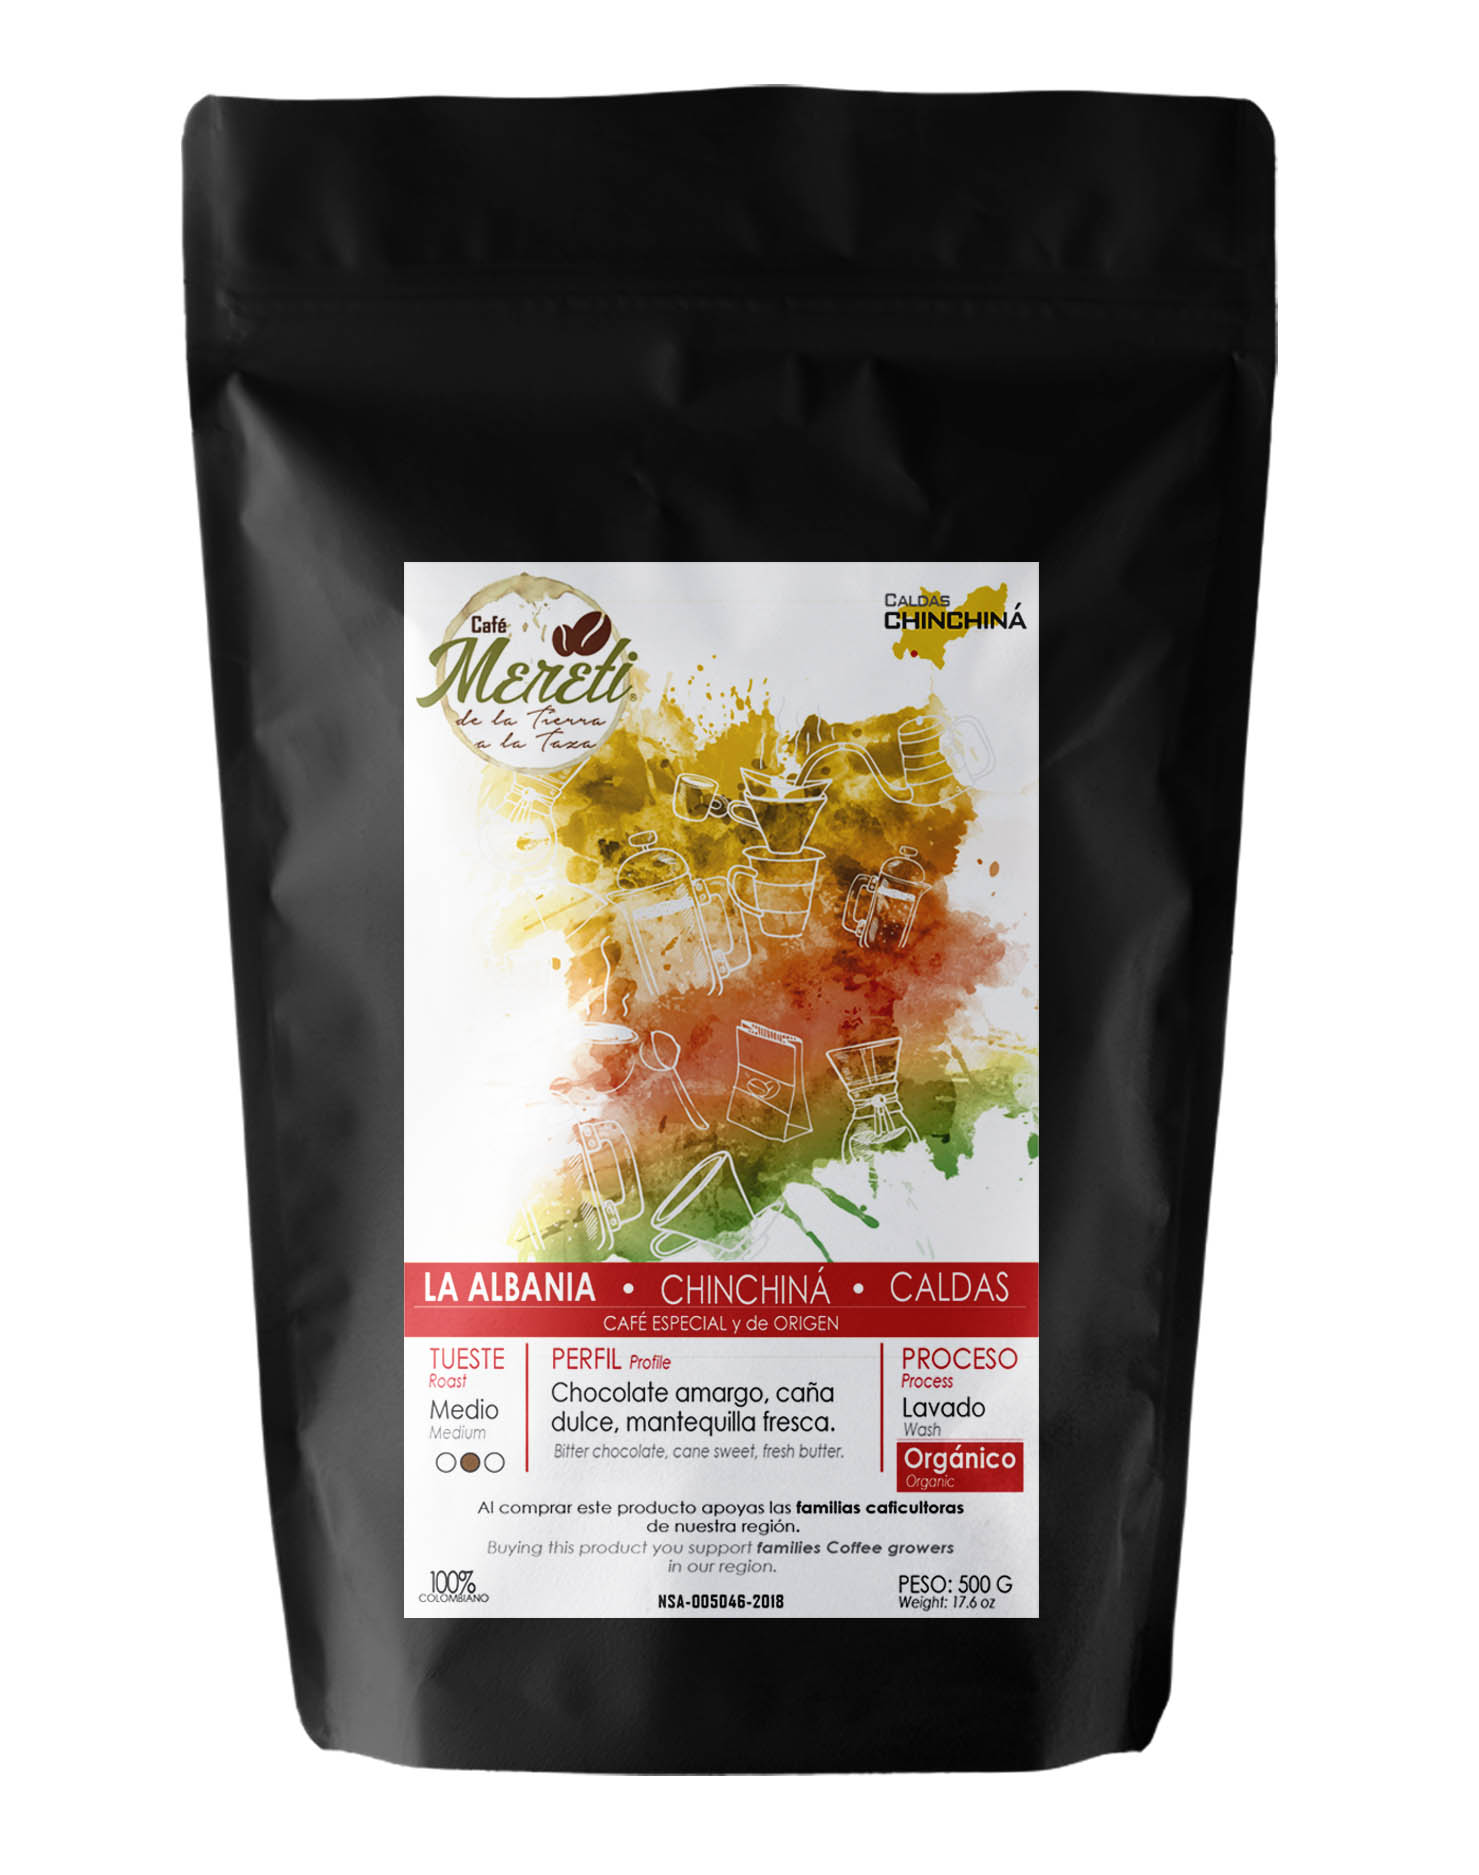 Café
Mereti®
de la Tierra
a la Taza
CALDAS
CHINCHINÁ
LA ALBANIA • CHINCHINÁ • CALDAS
CAFÉ ESPECIAL y de ORIGEN
TUESTE
Roast
Medio
Medium
PERFIL Profile
Chocolate amargo, caña
dulce, mantequilla fresca.
Bitter chocolate, cane sweet, fresh butter.
PROCESO
Process
Lavado
Wash
Orgánico
Organic
Al comprar este producto apoyas las familias caficultoras
de nuestra región.
Buying this product you support families Coffee growers
in our region.
100%
COLOMBIANO
NSA-005046-2018
PESO: 500 G
Weight: 17.6 oz